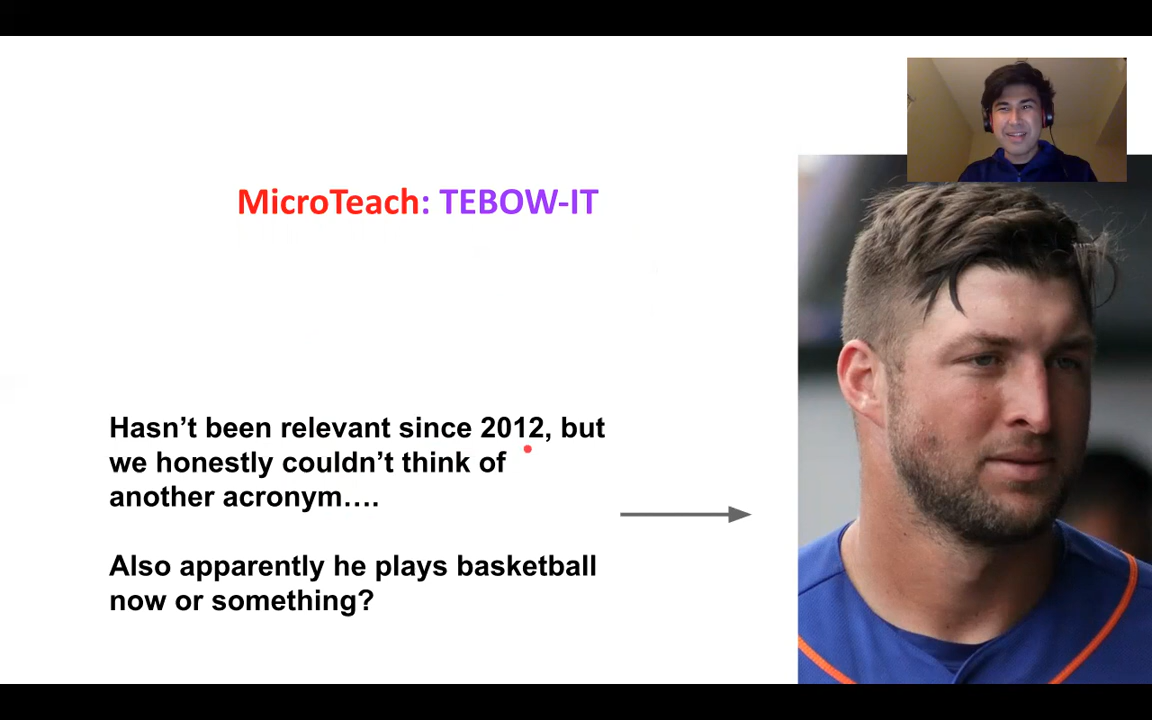 MicroTeach: TEBOW-IT
Hasn’t been relevant since 2012, but
we honestly couldn’t think of
another acronym….
Also apparently he plays basketball
now or something?